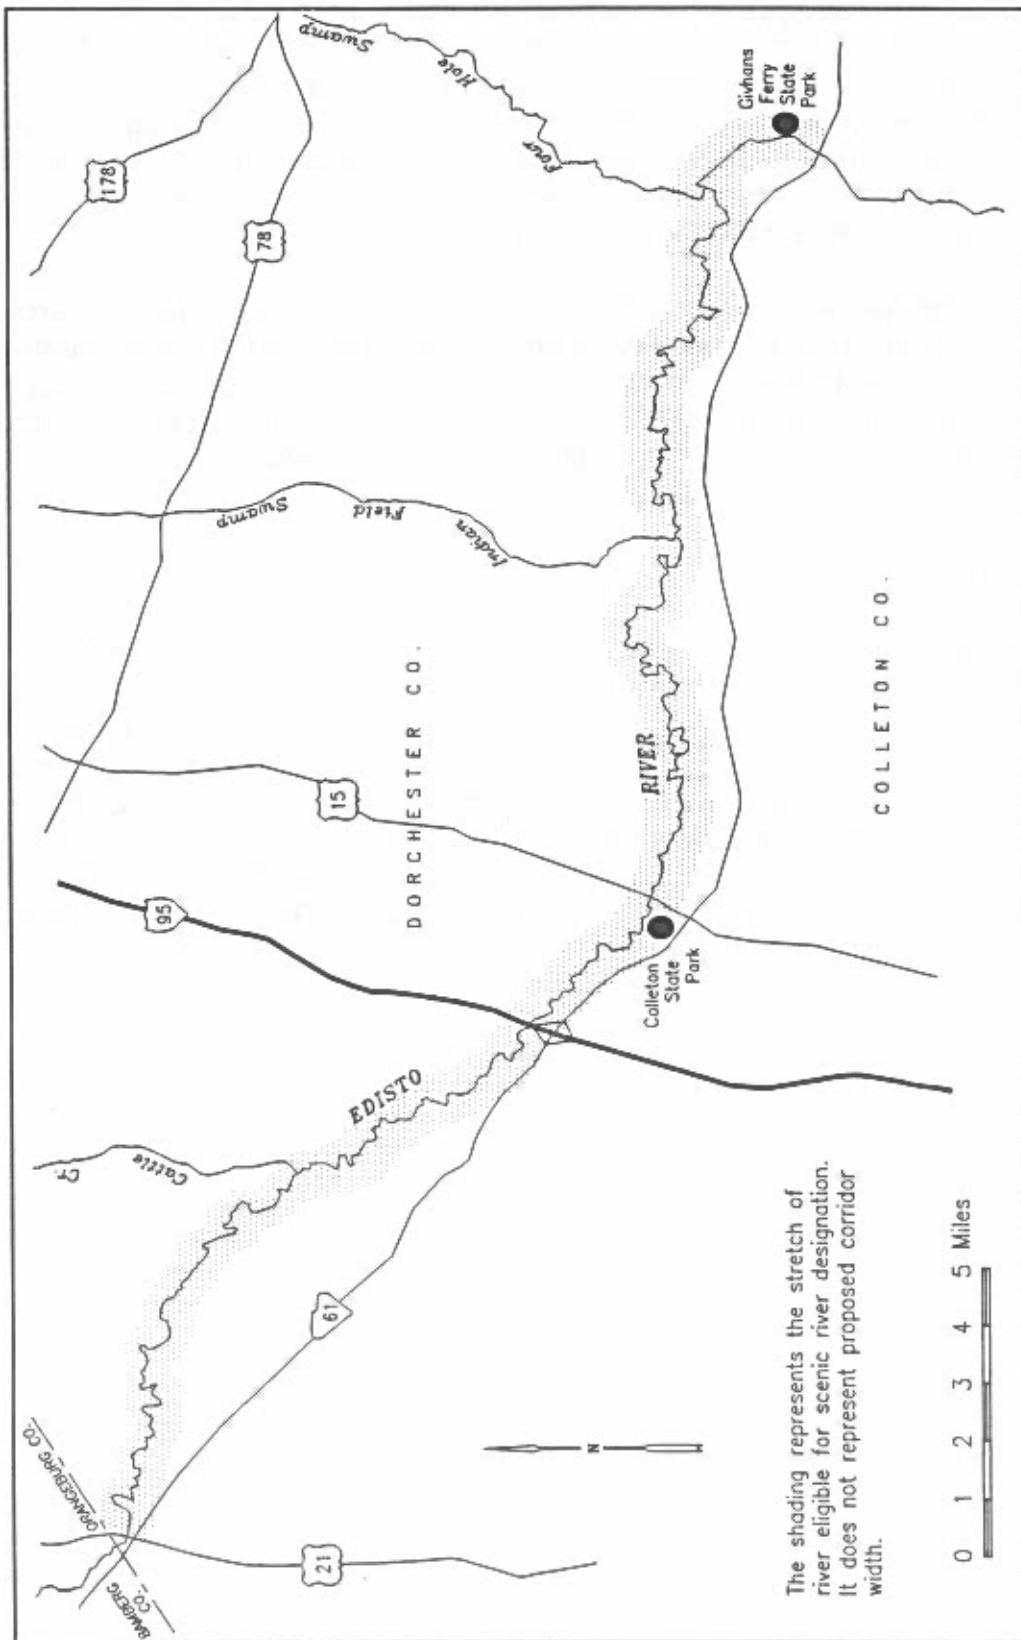 BAMBERG
CO.
ORANGEBURG CO.
21
61
Cattle
Cr.
EDISTO
95
15
DORCHESTER CO.
Colleton
State
Park
RIVER
Indian
Field
Swamp
78
178
Four
Hole
Swamp
Givhans
Ferry
State
Park
COLLETON CO.
N
The shading represents the stretch of
river eligible for scenic river designation.
It does not represent proposed corridor
width.
0 1 2 3 4 5 Miles